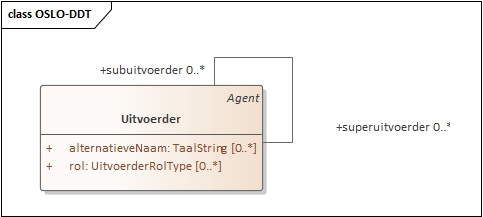 class OSLO-DDT
+subuitvoerder 0..*
Agent
Uitvoerder
+superuitvoerder 0..*
+ alternatieveNaam: TaalString [0..*]
+ rol: UitvoerderRolType [0..*]